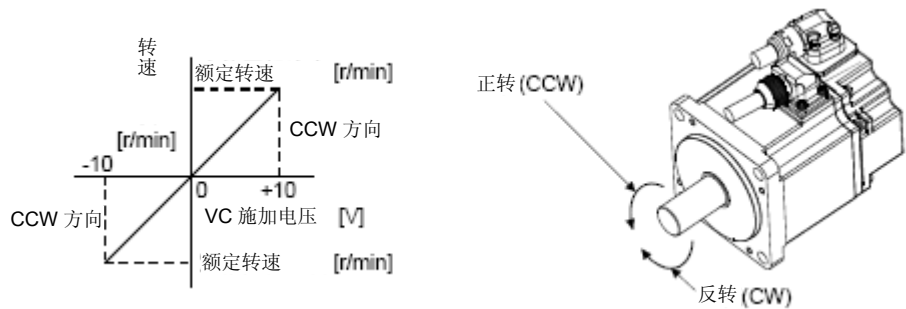 转速
额定转速 [r/min]
CCW 方向
[r/min]
-10
0 +10
CCW 方向
VC 施加电压 [V]
额定转速 [r/min]
正转 (CCW)
反转 (CW)